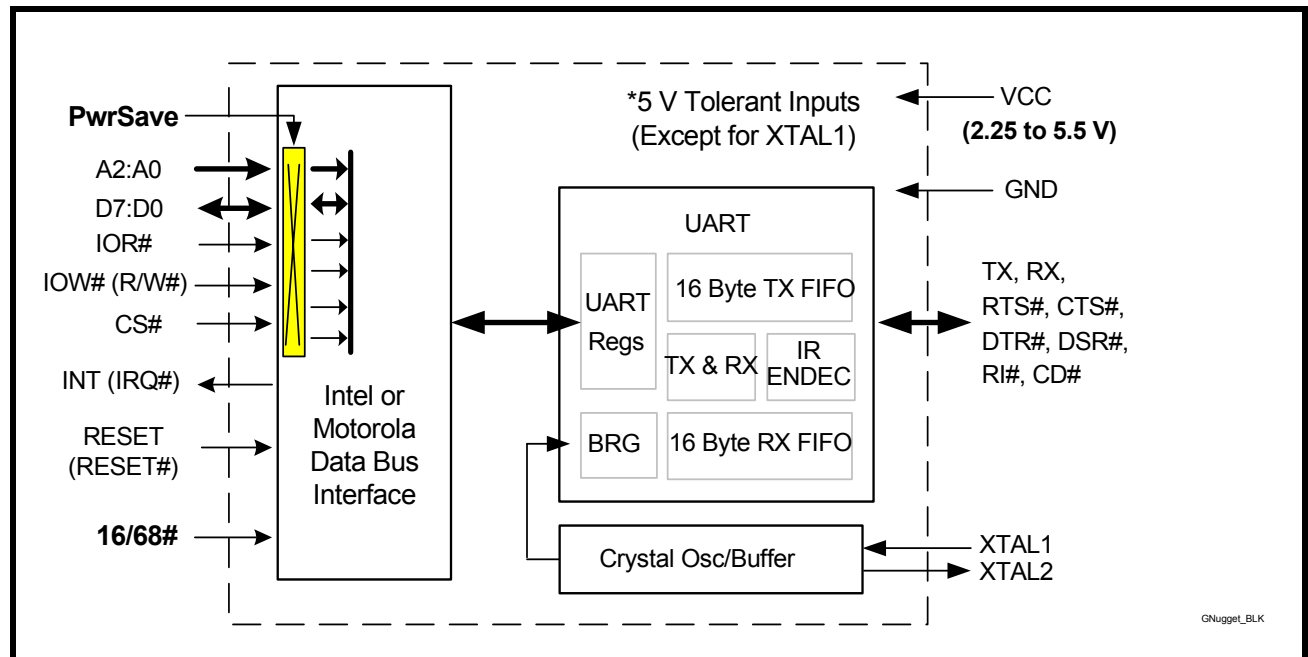 PwrSave
A2:A0
D7:D0
IOR#
IOW# (R/W#)
CS#
INT (IRQ#)
RESET
(RESET#)
16/68#
Intel or
Motorola
Data Bus
Interface
*5 V Tolerant Inputs
(Except for XTAL1)
UART
UART
Regs
16 Byte TX FIFO
TX & RX
IR
ENDEC
BRG
16 Byte RX FIFO
Crystal Osc/Buffer
VCC
(2.25 to 5.5 V)
GND
TX, RX,
RTS#, CTS#,
DTR#, DSR#,
RI#, CD#
XTAL1
XTAL2
GNugget_BLK